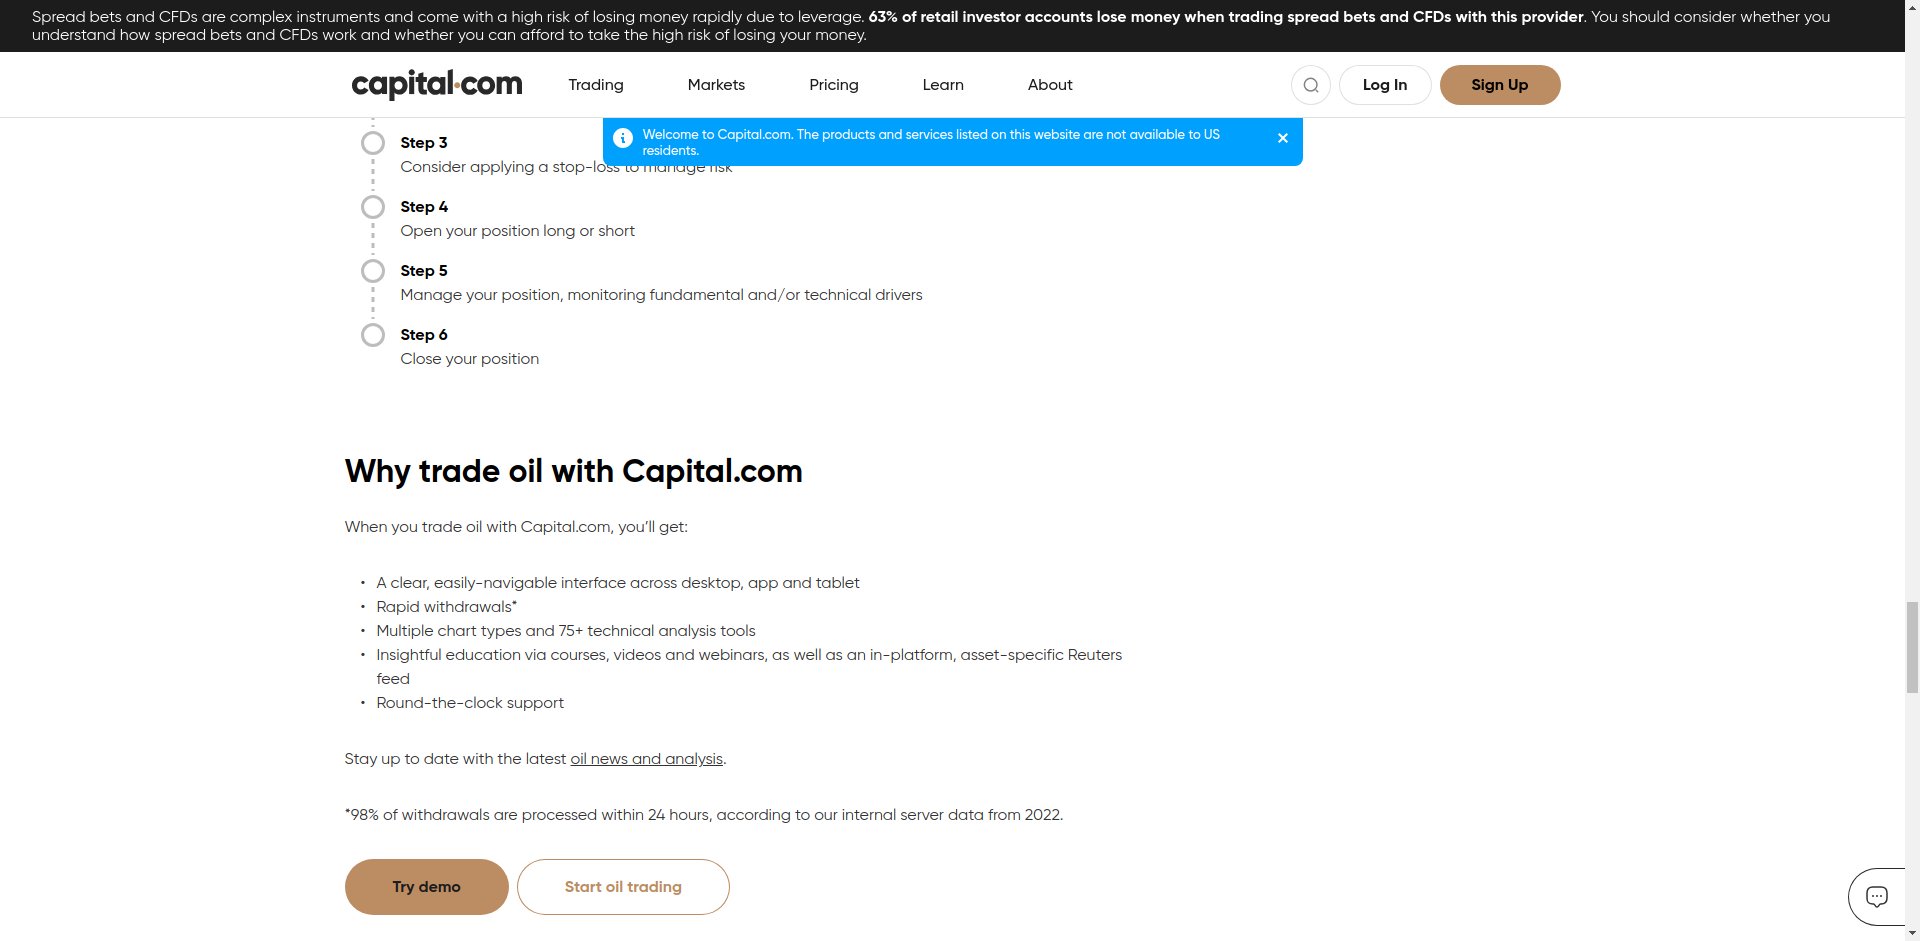 Spread bets and CFDs are complex instruments and come with a high risk of losing money rapidly due to leverage. 63% of retail investor accounts lose money when trading spread bets and CFDs with this provider. You should consider whether you
understand how spread bets and CFDs work and whether you can afford to take the high risk of losing your money.
capital.com
Trading
Markets
Pricing
Learn
About
Log In
Sign Up
Welcome to Capital.com. The products and services listed on this website are not available to US
residents.
Step 3
Consider applying a stop-loss to manage risk
Step 4
Open your position long or short
Step 5
Manage your position, monitoring fundamental and/or technical drivers
Step 6
Close your position
Why trade oil with Capital.com
When you trade oil with Capital.com, you’ll get:
• A clear, easily-navigable interface across desktop, app and tablet
• Rapid withdrawals*
• Multiple chart types and 75+ technical analysis tools
• Insightful education via courses, videos and webinars, as well as an in-platform, asset-specific Reuters
feed
• Round-the-clock support
Stay up to date with the latest oil news and analysis.
*98% of withdrawals are processed within 24 hours, according to our internal server data from 2022.
Try demo
Start oil trading